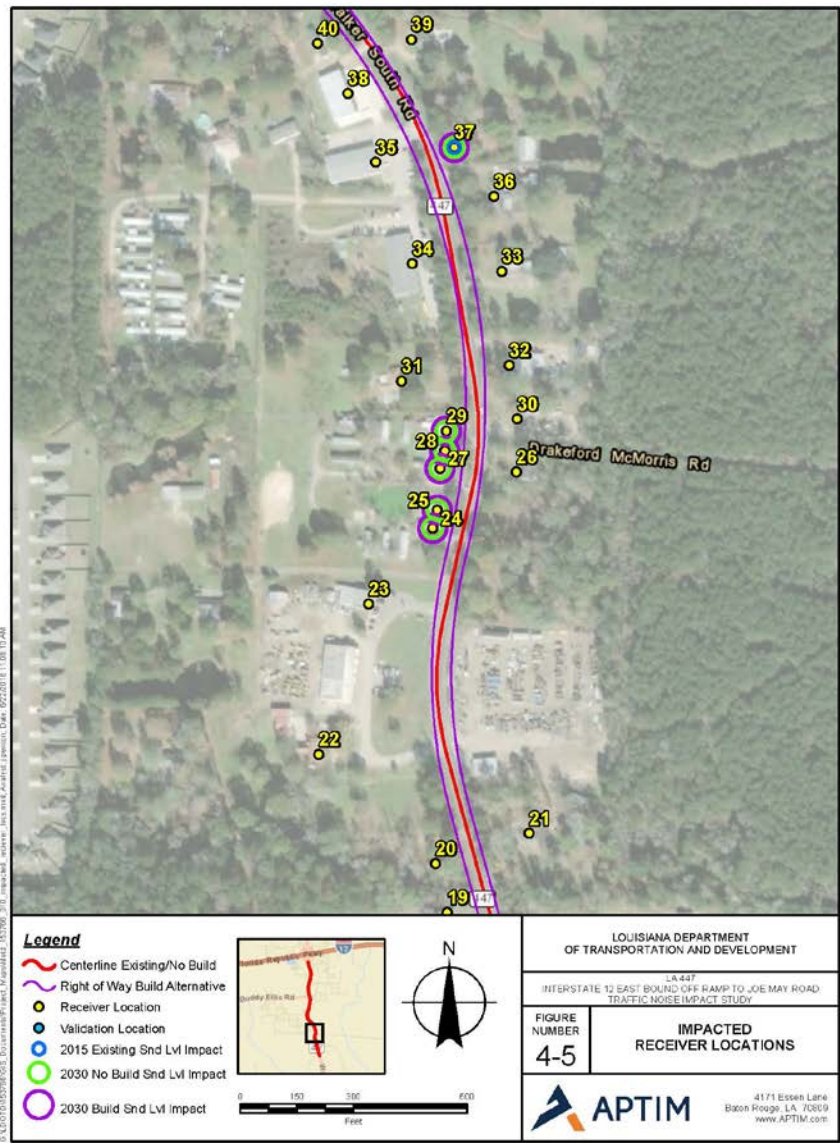 40
39
Walker South Rd
38
37
35
36
447
34
33
32
31
30
29
28
27
Drakeford McMorris Rd
26
25
24
23
22
21
20
19
447
Legend
Centerline Existing/No Build
Right of Way Build Alternative
Receiver Location
Validation Location
2015 Existing Snd Lvl Impact
2030 No Build Snd Lvl Impact
2030 Build Snd Lvl Impact
12
Buddy Ellis Rd
N
0 150 300 600
Feet
LOUISIANA DEPARTMENT
OF TRANSPORTATION AND DEVELOPMENT
LA 447
INTERSTATE 12 EAST BOUND OFF RAMP TO JOE MAY ROAD
TRAFFIC NOISE IMPACT STUDY
FIGURE
NUMBER
4-5
IMPACTED
RECEIVER LOCATIONS
APTIM
4171 Essen Lane
Baton Rouge, LA 70809
www.APTIM.com